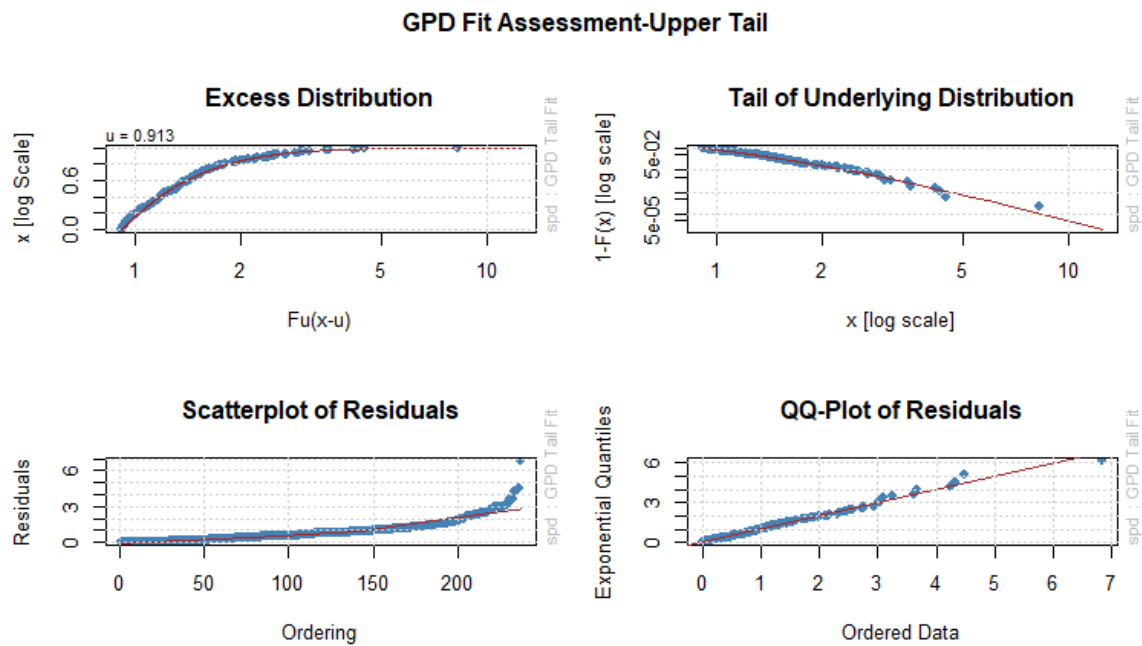 GPD Fit Assessment-Upper Tail
Excess Distribution
u = 0.913
x [log Scale]
0.0 0.6
1 2 5 10
Fu(x-u)
spd : GPD Tail Fit
Tail of Underlying Distribution
1-F(x) [log scale]
5e-05 5e-02
1 2 5 10
x [log scale]
spd : GPD Tail Fit
Scatterplot of Residuals
Residuals
0 3 6
0 50 100 150 200
Ordering
spd : GPD Tail Fit
QQ-Plot of Residuals
Exponential Quantiles
0 3 6
0 1 2 3 4 5 6 7
Ordered Data
spd : GPD Tail Fit